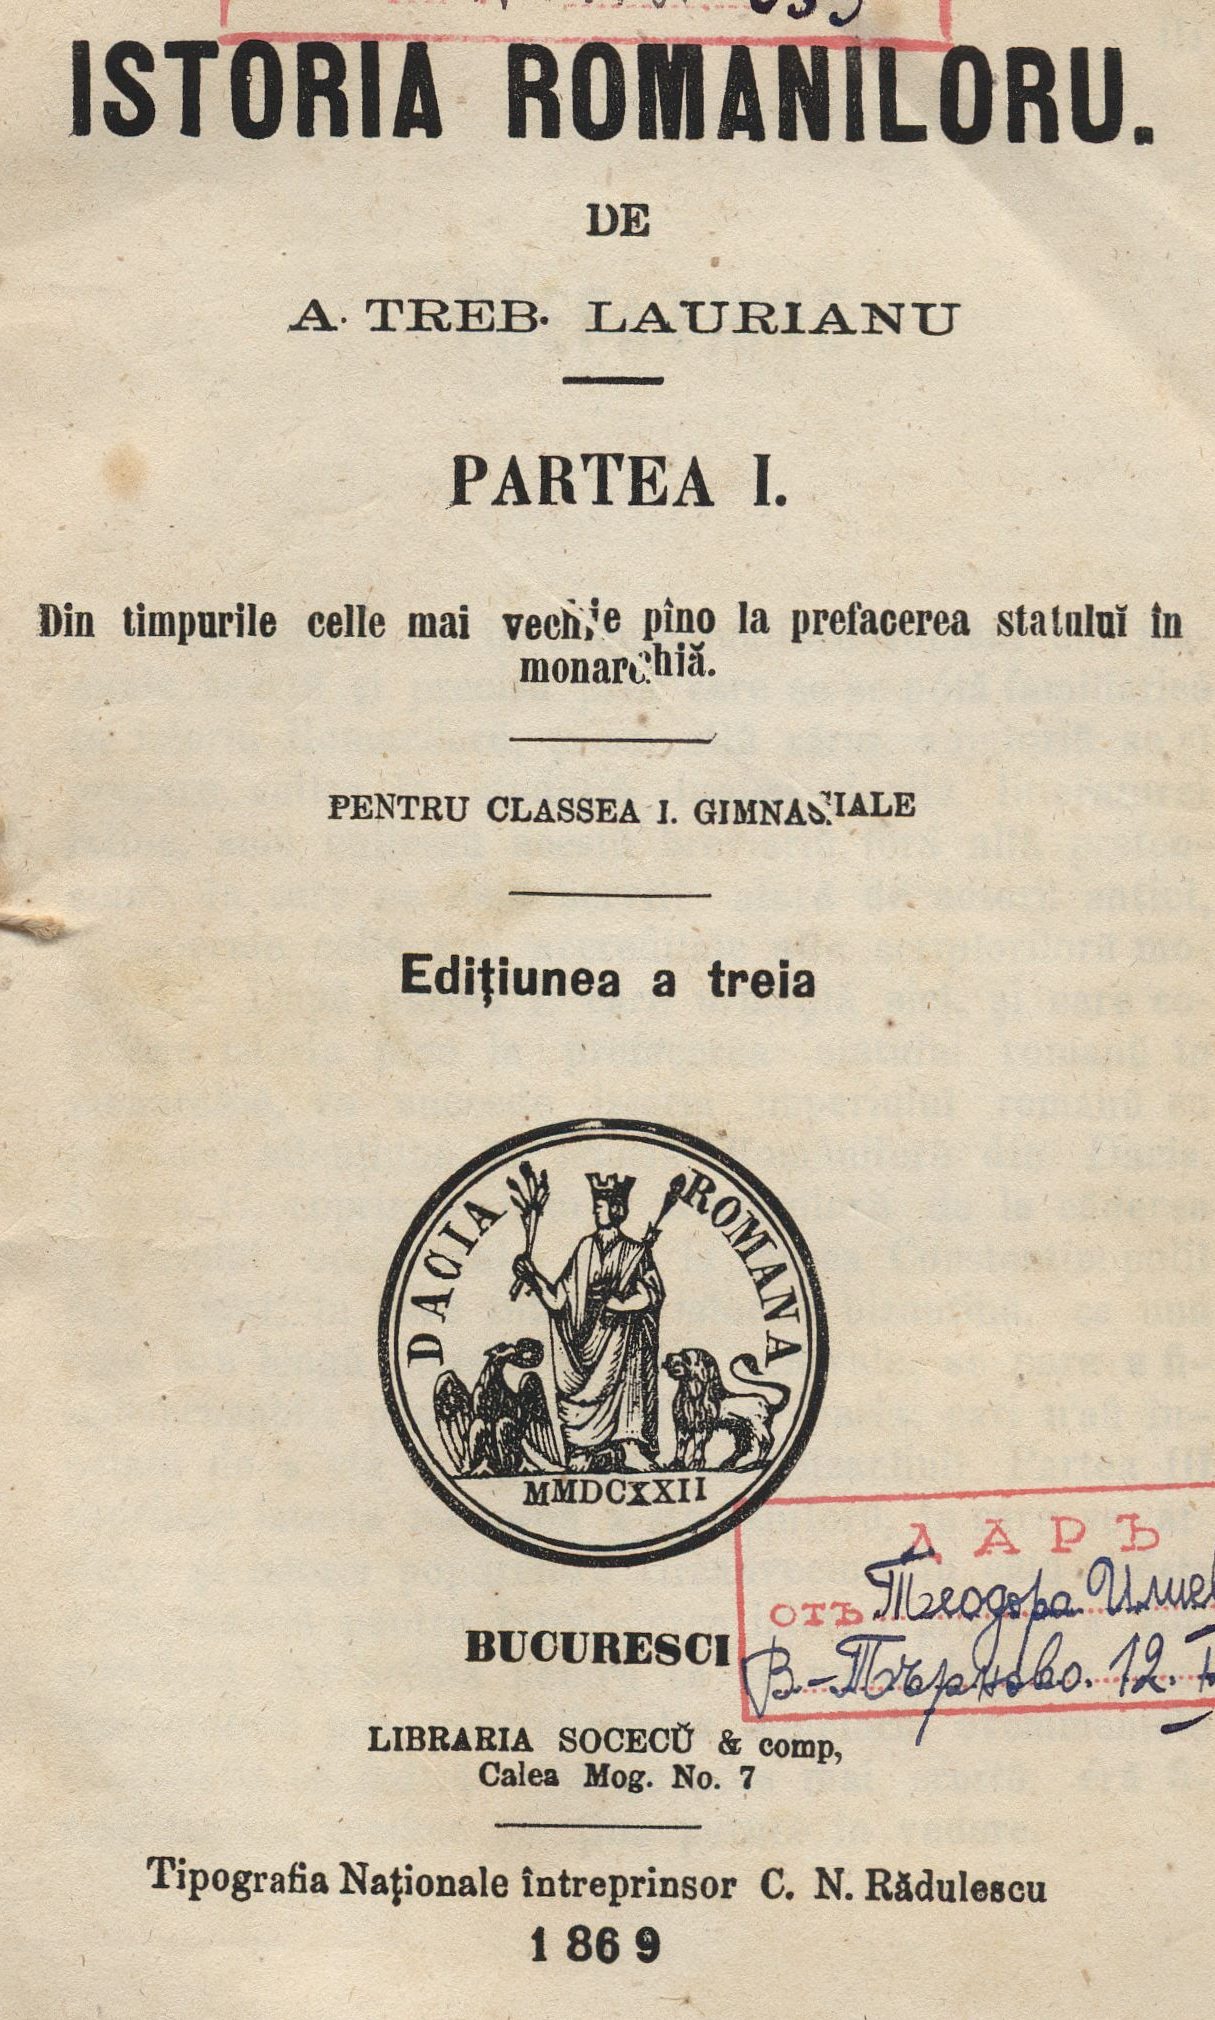 ISTORIA ROMANILORU.
DE
A. TREB. LAURIANU
PARTEA I.
Din timpurile celle mai vechie pîno la prefacerea statuluĭ în
monarchiă.
PENTRU CLASSEA I. GIMNASIALE
Edițiunea a treia
DACIA ROMANA
MMDCXXII
ДАРЪ
отъ Теодора Илие
В.-Търново. 12.
BUCURESCI
LIBRARIA SOCECŬ & comp,
Calea Mog. No. 7
Tipografia Naţionale întreprinsor C. N. Rădulescu
1869